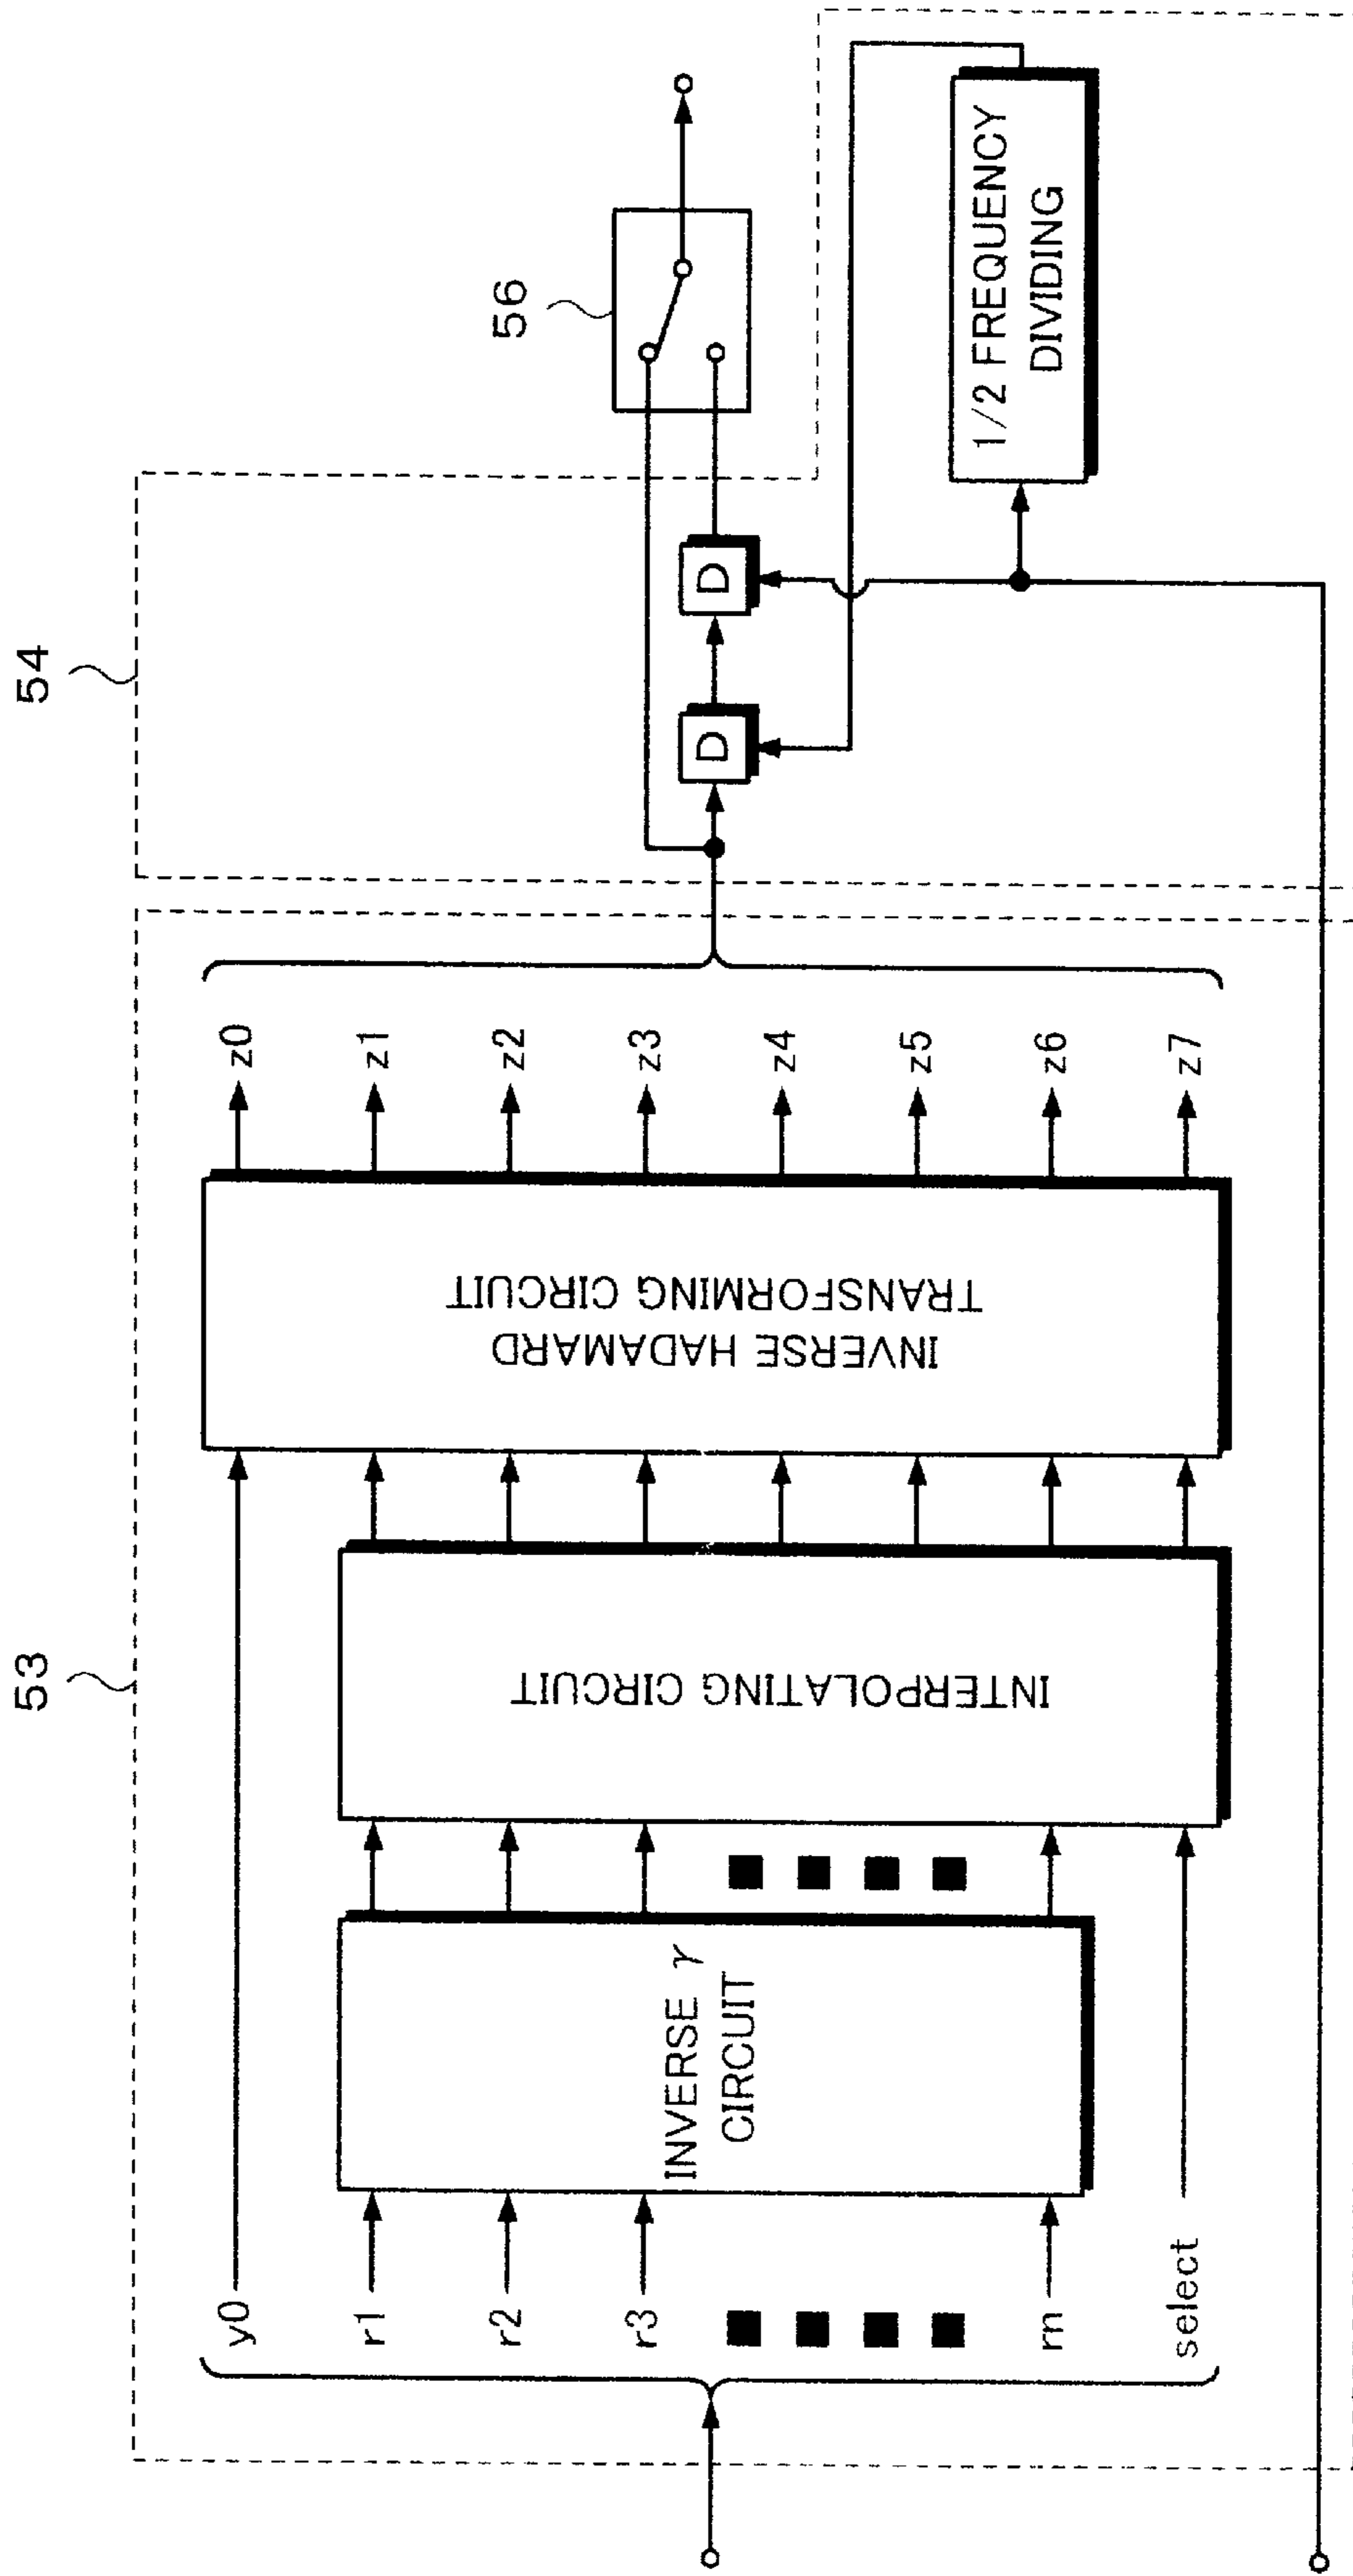 53
54
56
y0
r1
r2
r3
rn
select
INVERSE γ
CIRCUIT
INTERPOLATING CIRCUIT
INVERSE HADAMARD
TRANSFORMING CIRCUIT
z0
z1
z2
z3
z4
z5
z6
z7
D
D
1/2 FREQUENCY
DIVIDING